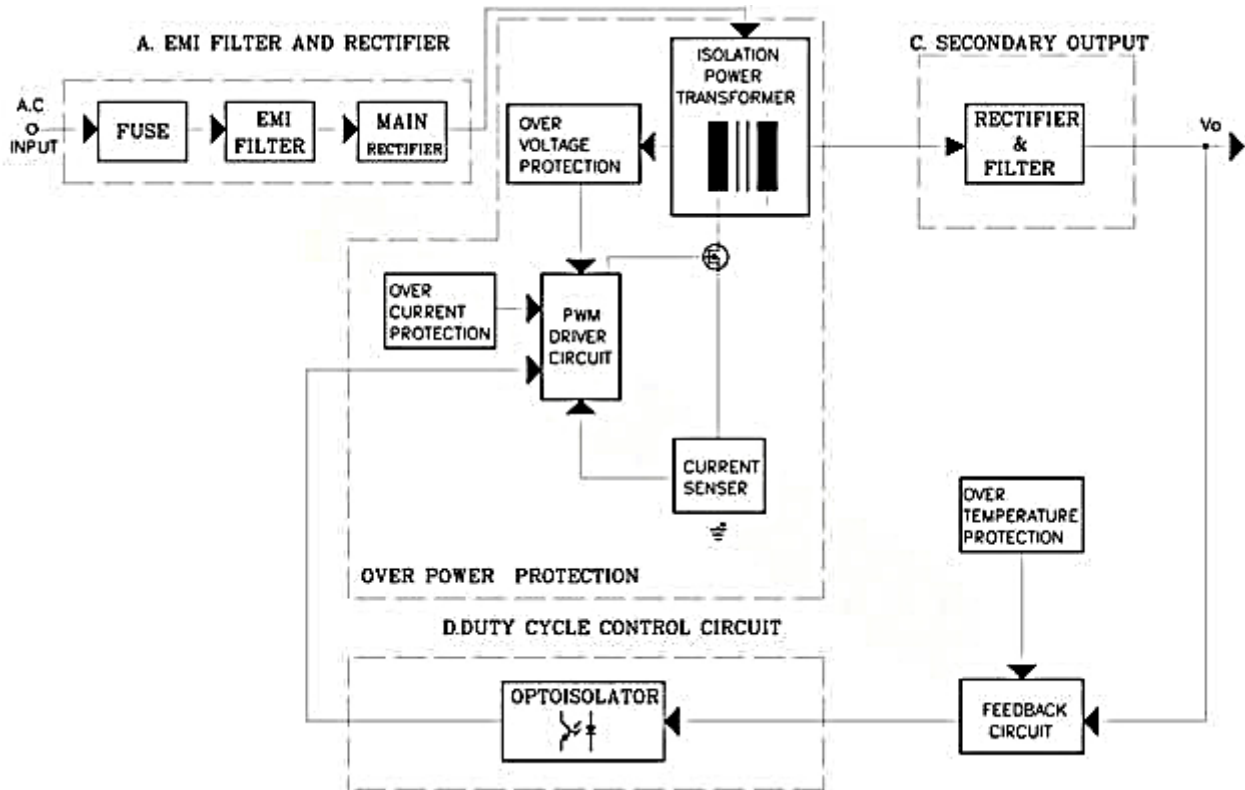 A. EMI FILTER AND RECTIFIER
A.C
INPUT
FUSE
EMI
FILTER
MAIN
RECTIFIER
OVER
VOLTAGE
PROTECTION
ISOLATION
POWER
TRANSFORMER
C. SECONDARY OUTPUT
RECTIFIER
&
FILTER
Vo
OVER
CURRENT
PROTECTION
PWM
DRIVER
CIRCUIT
CURRENT
SENSER
OVER
TEMPERATURE
PROTECTION
OVER POWER PROTECTION
D.DUTY CYCLE CONTROL CIRCUIT
OPTOISOLATOR
FEEDBACK
CIRCUIT